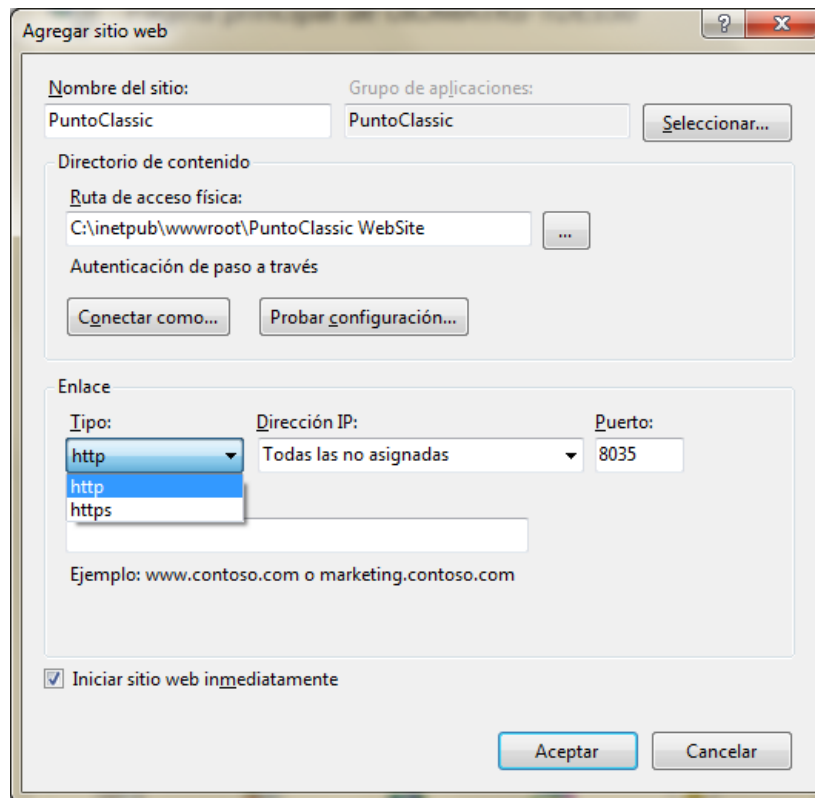 Agregar sitio web
Nombre del sitio:
Grupo de aplicaciones:
PuntoClassic
PuntoClassic
Seleccionar...
Directorio de contenido
Ruta de acceso física:
C:\inetpub\wwwroot\PuntoClassic WebSite
...
Autenticación de paso a través
Conectar como...
Probar configuración...
Enlace
Tipo:
Dirección IP:
Puerto:
http
Todas las no asignadas
8035
http
https
Ejemplo: www.contoso.com o marketing.contoso.com
Iniciar sitio web inmediatamente
Aceptar
Cancelar